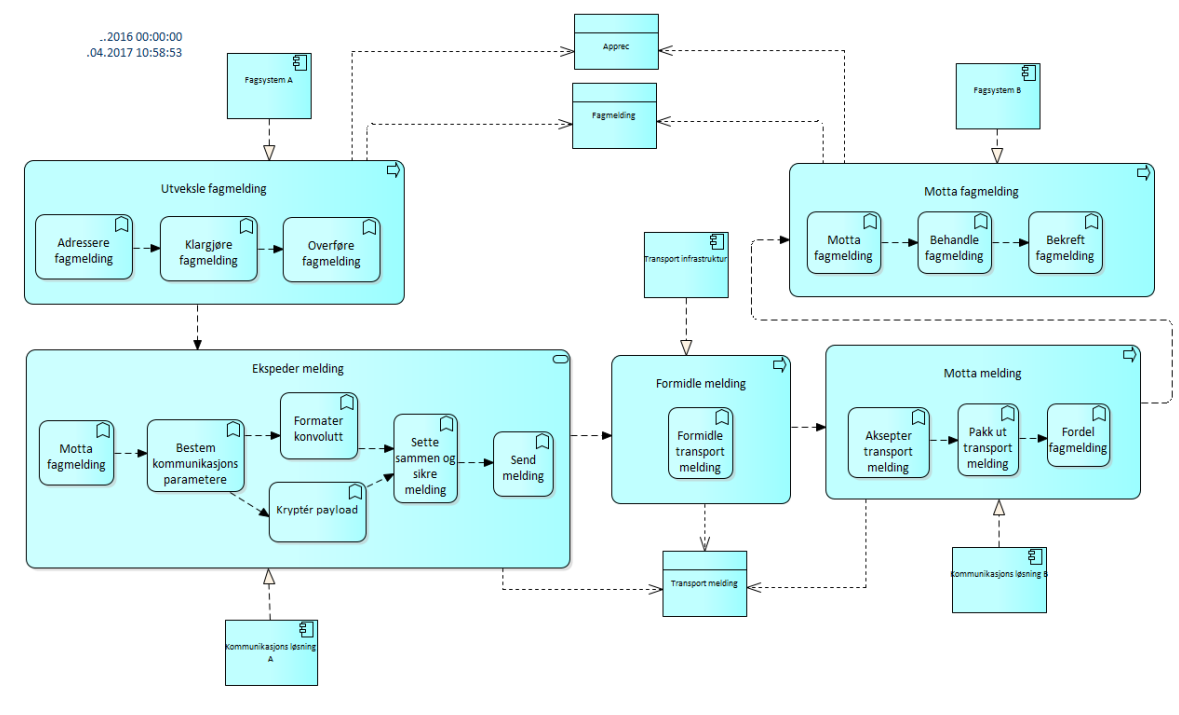 ..2016 00:00:00
.04.2017 10:58:53
Apprec
Fagsystem A
Fagmelding
Fagsystem B
Utveksle fagmelding
Adressere
fagmelding
Klargjøre
fagmelding
Overføre
fagmelding
Motta fagmelding
Motta
fagmelding
Behandle
fagmelding
Bekreft
fagmelding
Transport infrastruktur
Ekspeder melding
Motta
fagmelding
Bestem
kommunikasjons
parametere
Formater
konvolutt
Kryptér payload
Sette
sammen og
sikre
melding
Send
melding
Formidle melding
Formidle
transport
melding
Motta melding
Aksepter
transport
melding
Pakk ut
transport
melding
Fordel
fagmelding
Transport melding
Kommunikasjons løsning B
Kommunikasjons løsning
A